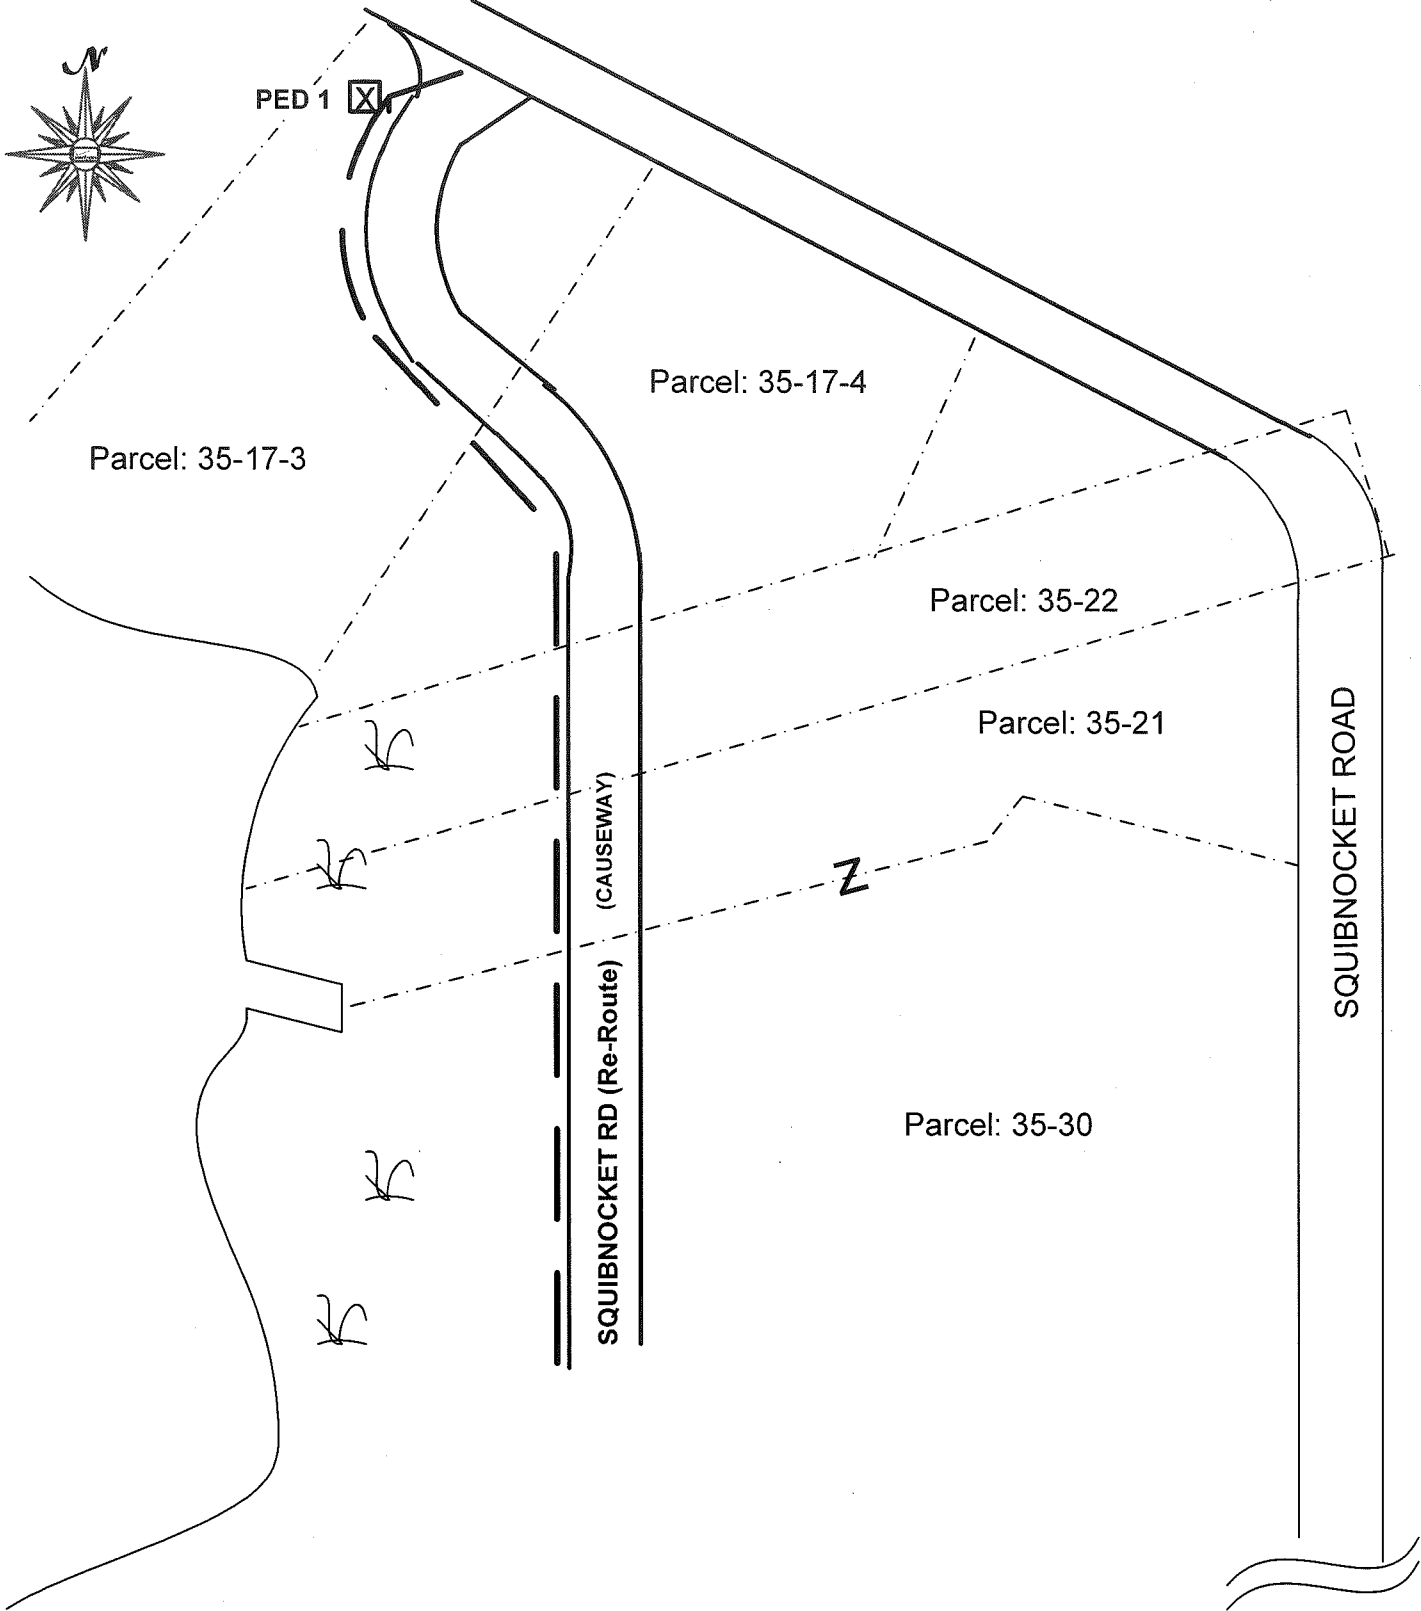 N
PED 1 X
Parcel: 35-17-4
Parcel: 35-17-3
Parcel: 35-22
Parcel: 35-21
SQUIBNOCKET ROAD
(CAUSEWAY)
Z
SQUIBNOCKET RD (Re-Route)
Parcel: 35-30